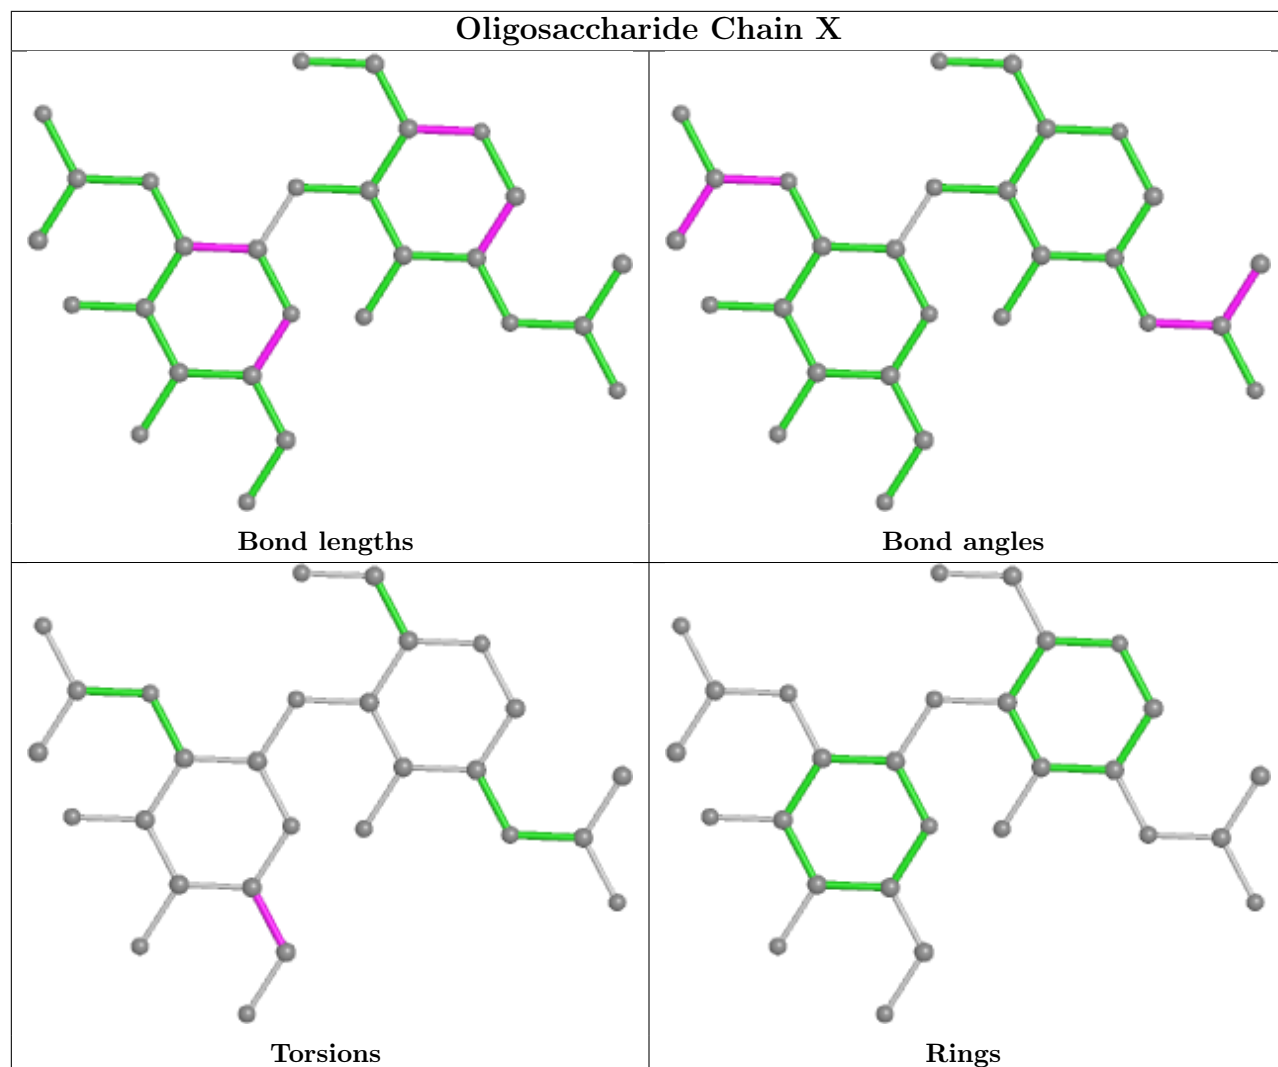 Oligosaccharide Chain X
Bond lengths
Bond angles
Torsions
Rings